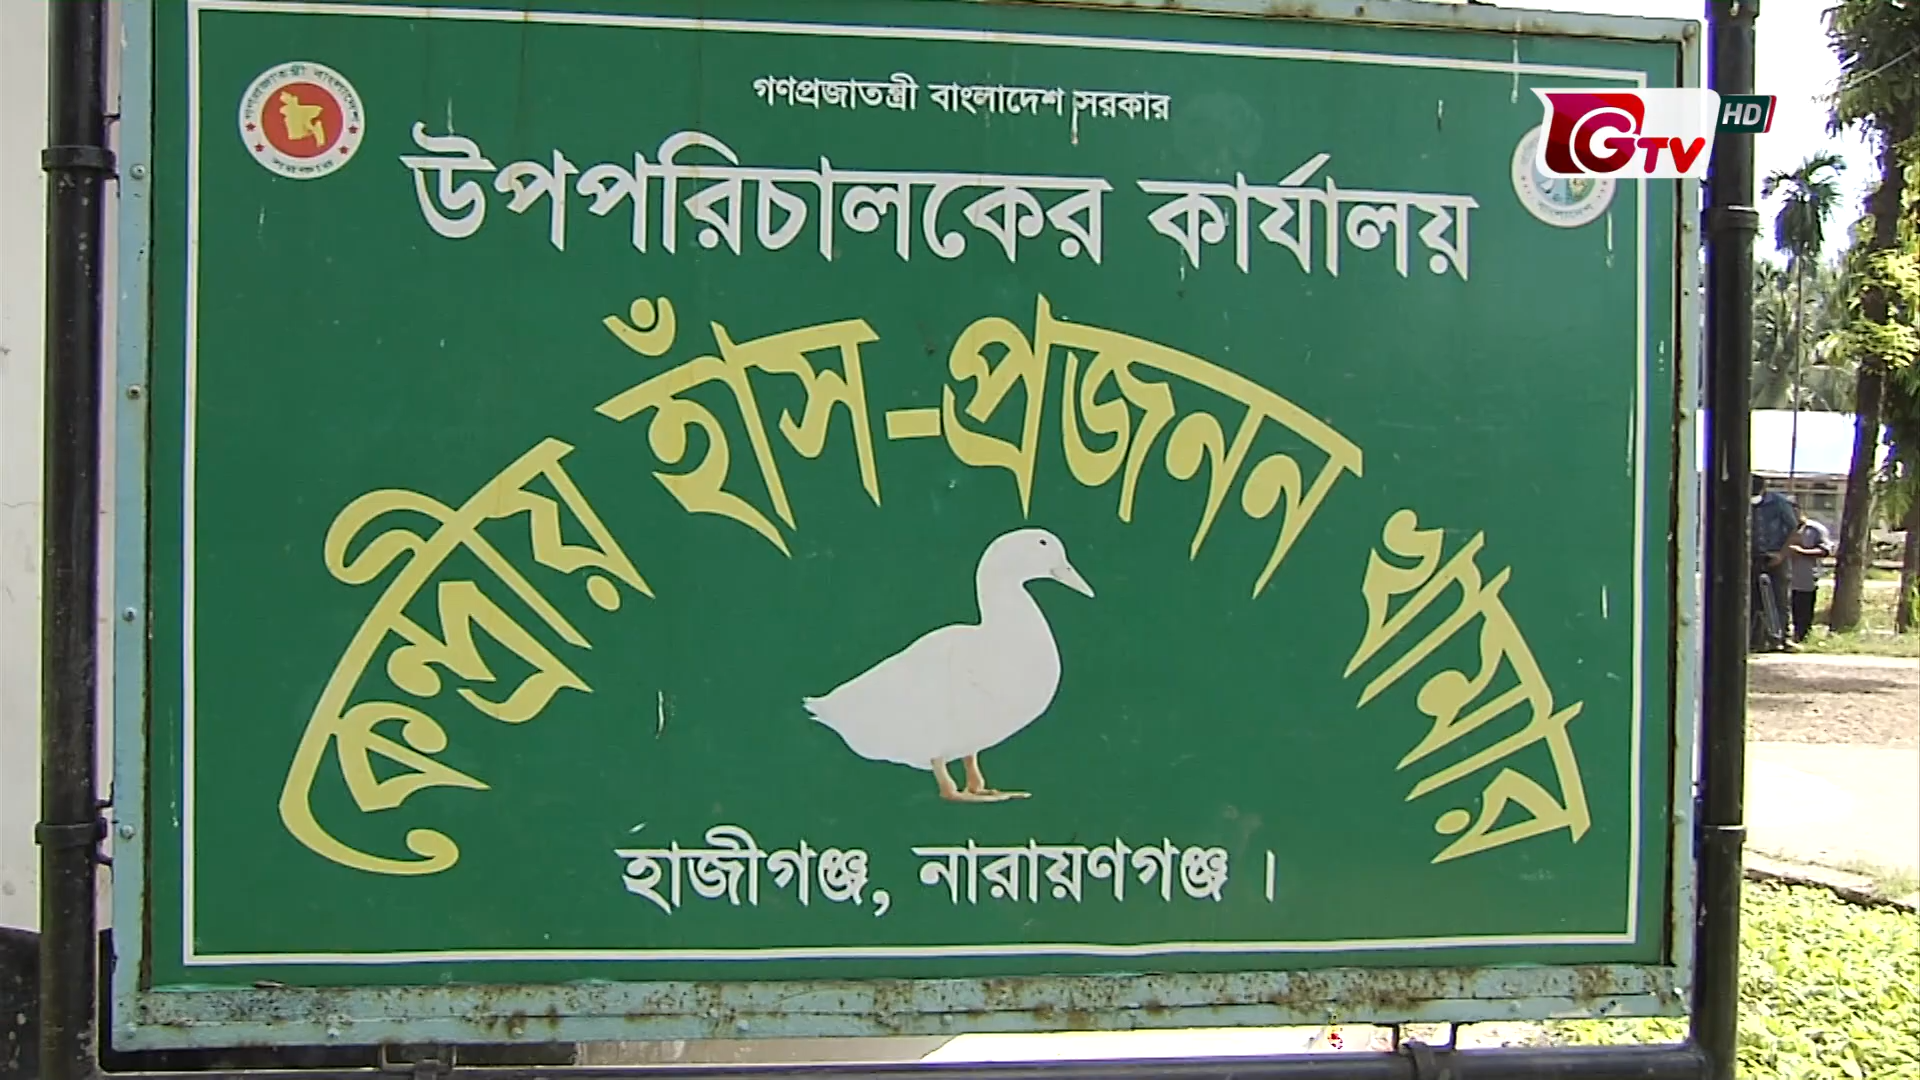 গণপ্রজাতন্ত্রী বাংলাদেশ সরকার
GTV HD
উপপরিচালকের কার্যালয়
কেন্দ্রীয় হাঁস-প্রজনন খামার
হাজীগঞ্জ, নারায়ণগঞ্জ।